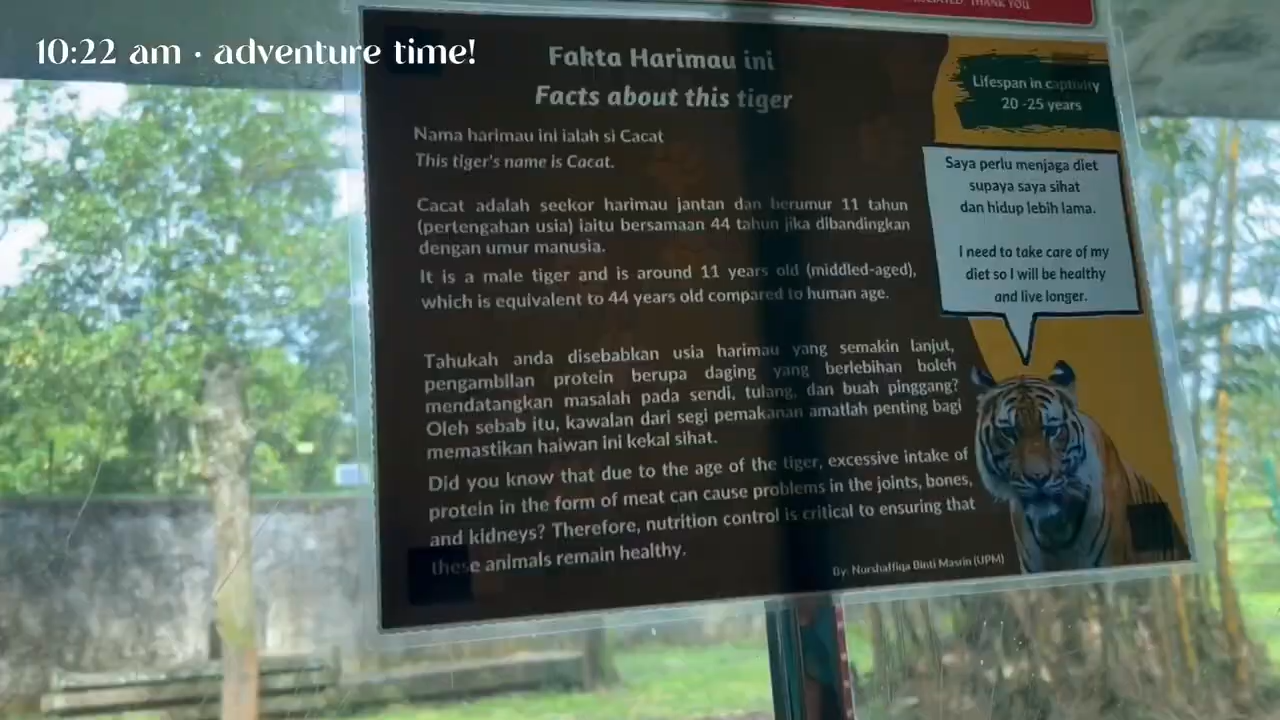 CIATED. THANK YOU
10:22 am · adventure time!
Fakta Harimau ini
Facts about this tiger
Nama harimau ini ialah si Cacat
This tiger's name is Cacat.
Cacat adalah seekor harimau jantan dan berumur 11 tahun
(pertengahan usia) iaitu bersamaan 44 tahun jika dibandingkan
dengan umur manusia.
It is a male tiger and is around 11 years old (middled-aged),
which is equivalent to 44 years old compared to human age.
Tahukah anda disebabkan usia harimau yang semakin lanjut,
pengambilan protein berupa daging yang berlebihan boleh
mendatangkan masalah pada sendi, tulang, dan buah pinggang?
Oleh sebab itu, kawalan dari segi pemakanan amatlah penting bagi
memastikan haiwan ini kekal sihat.
Did you know that due to the age of the tiger, excessive intake of
protein in the form of meat can cause problems in the joints, bones,
and kidneys? Therefore, nutrition control is critical to ensuring that
these animals remain healthy.
By: Nurshaffiqa Binti Masrin (UPM)
Lifespan in captivity
20 -25 years
Saya perlu menjaga diet
supaya saya sihat
dan hidup lebih lama.
I need to take care of my
diet so I will be healthy
and live longer.